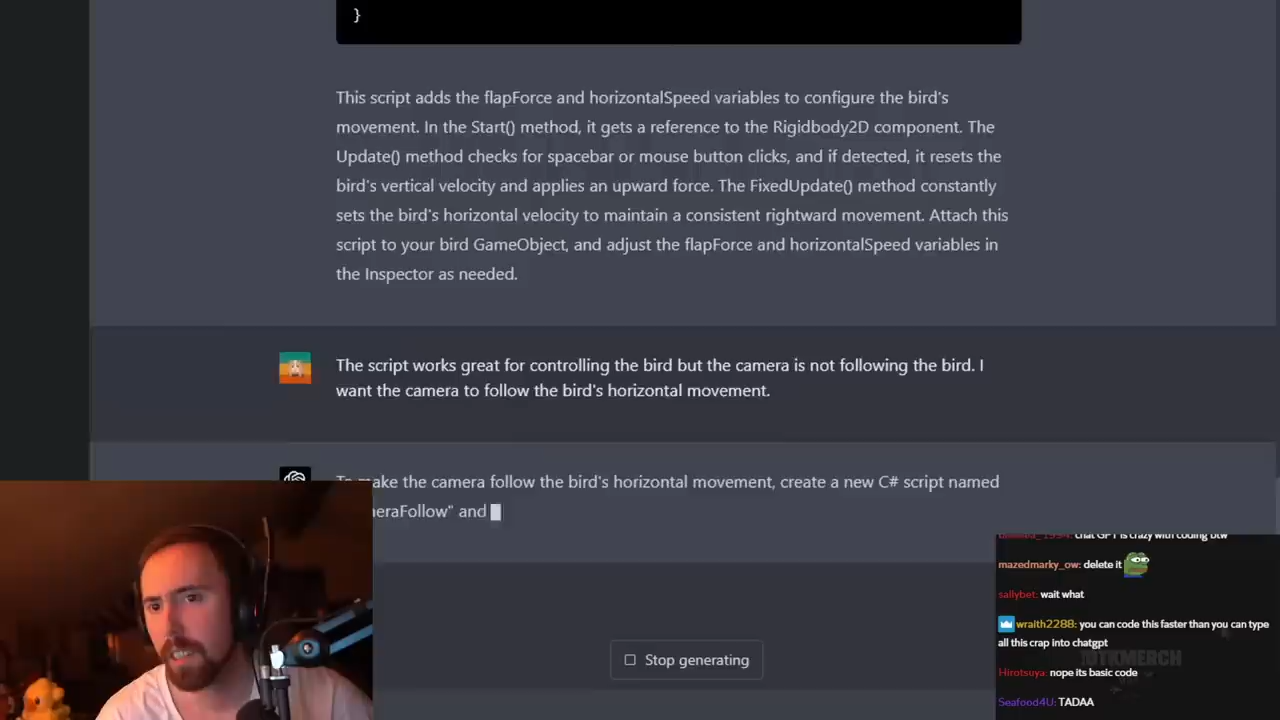 }
This script adds the flapForce and horizontalSpeed variables to configure the bird's
movement. In the Start() method, it gets a reference to the Rigidbody2D component. The
Update() method checks for spacebar or mouse button clicks, and if detected, it resets the
bird's vertical velocity and applies an upward force. The FixedUpdate() method constantly
sets the bird's horizontal velocity to maintain a consistent rightward movement. Attach this
script to your bird GameObject, and adjust the flapForce and horizontalSpeed variables in
the Inspector as needed.
The script works great for controlling the bird but the camera is not following the bird. I
want the camera to follow the bird's horizontal movement.
To make the camera follow the bird's horizontal movement, create a new C# script named
eraFollow" and
Stop generating
chat GPT is crazy with coding btw
mazedmarky_ow: delete it
sallybet: wait what
wraith2288: you can code this faster than you can type
all this crap into chatgpt
Hirotsuya: nope its basic code
Seafood4U: TADAA